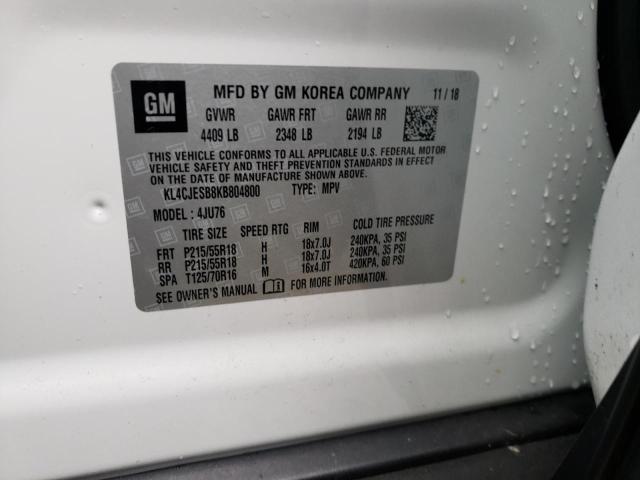 GM
MFD BY GM KOREA COMPANY 11/18
GVWR GAWR FRT GAWR RR
4409 LB 2348 LB 2194 LB
THIS VEHICLE CONFORMS TO ALL APPLICABLE U.S. FEDERAL MOTOR
VEHICLE SAFETY AND THEFT PREVENTION STANDARDS IN EFFECT
ON THE DATE OF MANUFACTURE SHOWN ABOVE.
KL4CJESB8KB804800 TYPE: MPV
MODEL: 4JU76
TIRE SIZE SPEED RTG RIM COLD TIRE PRESSURE
FRT P215/55R18 H 18x7.0J 240KPA, 35 PSI
RR P215/55R18 H 18x7.0J 240KPA, 35 PSI
SPA T125/70R16 M 16x4.0T 420KPA, 60 PSI
SEE OWNER'S MANUAL FOR MORE INFORMATION